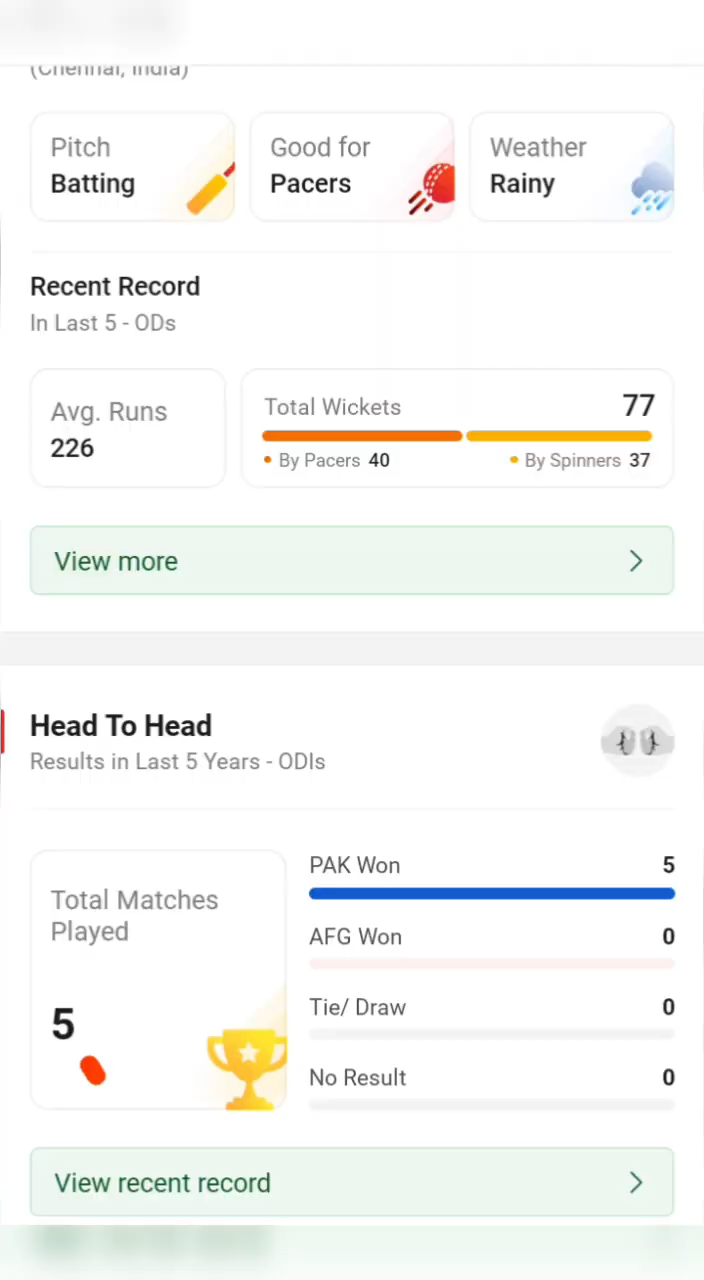 (Chennai, India)
Pitch
Batting
Good for
Pacers
Weather
Rainy
Recent Record
In Last 5 - ODs
Avg. Runs
226
Total Wickets 77
By Pacers 40
By Spinners 37
View more
Head To Head
Results in Last 5 Years - ODIs
Total Matches
Played
5
PAK Won 5
AFG Won 0
Tie/ Draw 0
No Result 0
View recent record